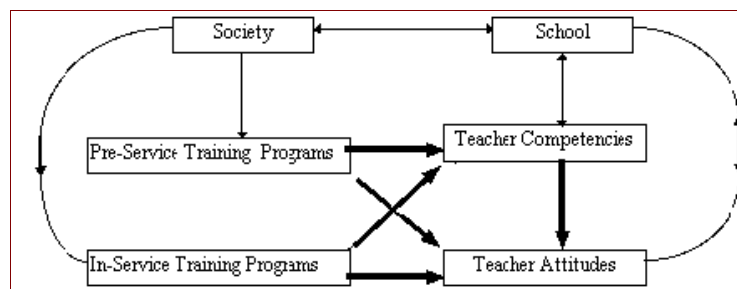 Society
School
Teacher Competencies
Pre-Service Training Programs
In-Service Training Programs
Teacher Attitudes